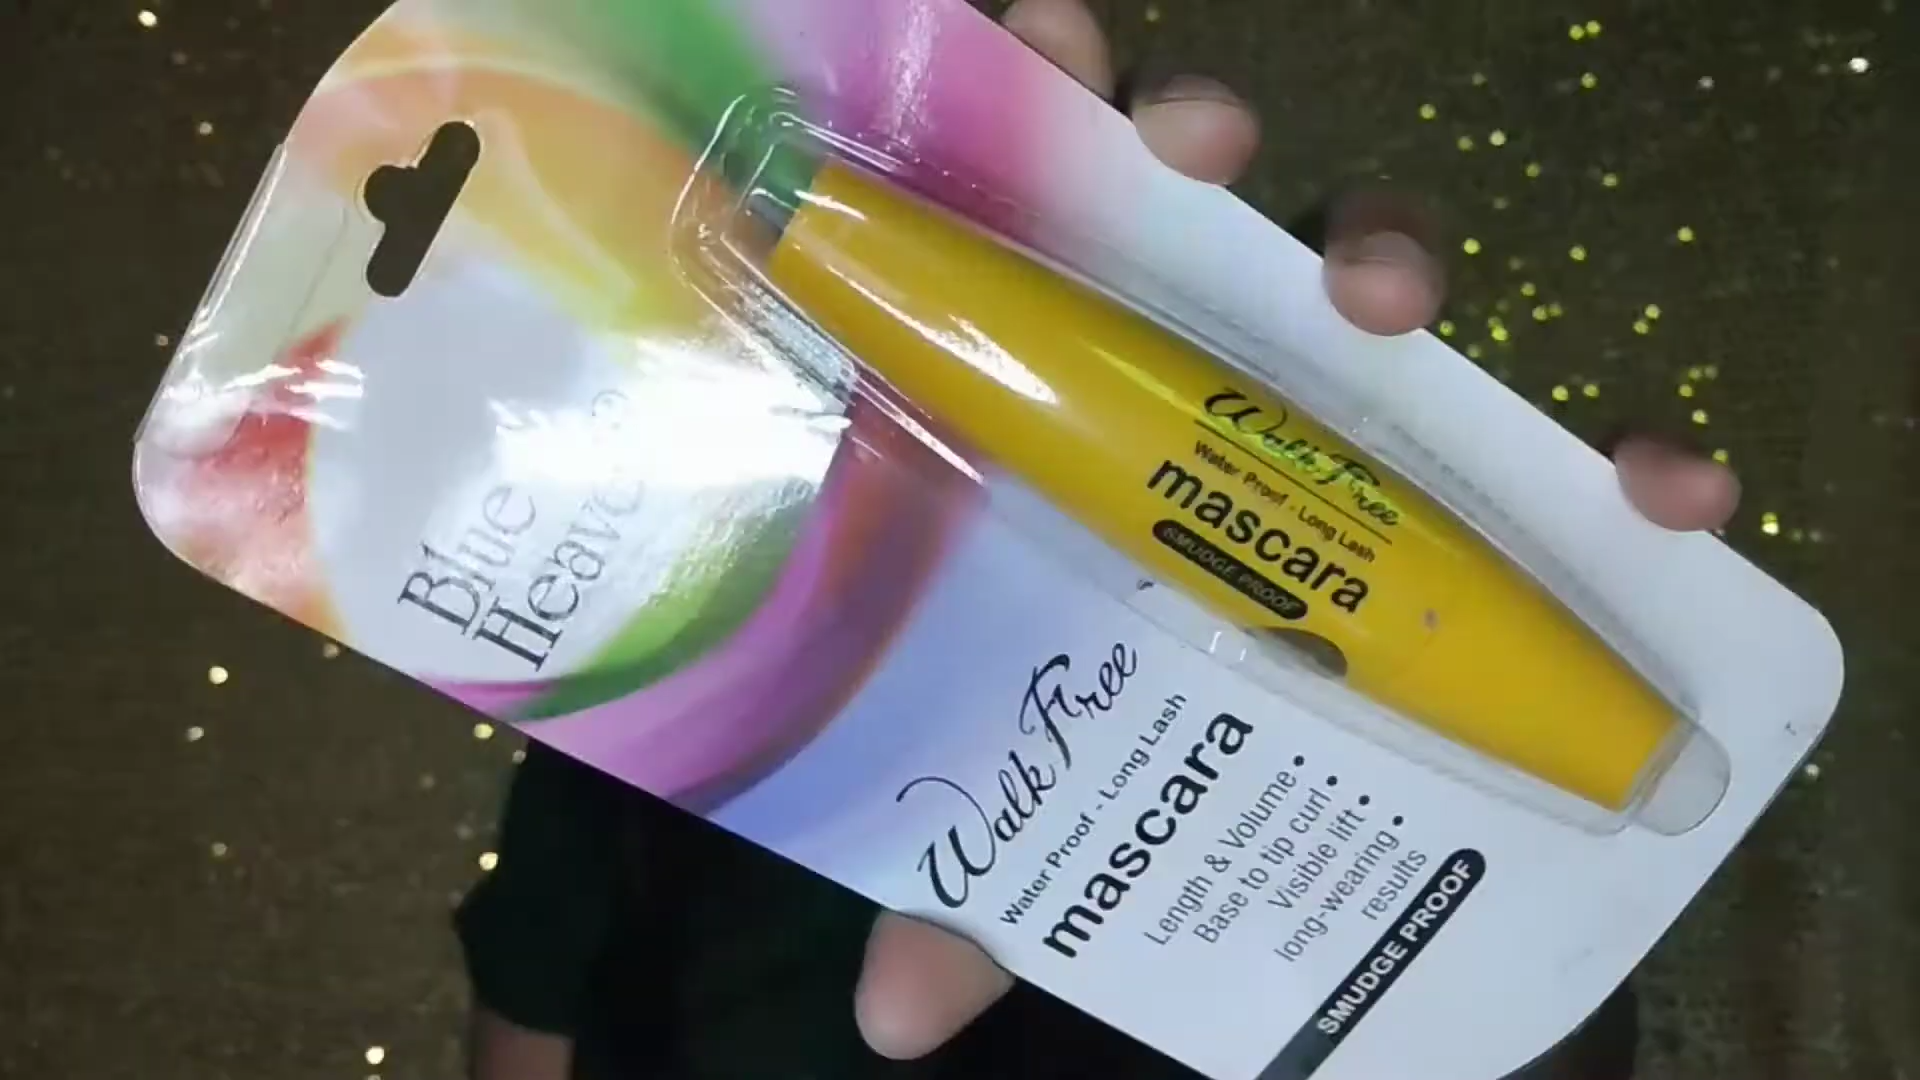 Blue
Heaven
Walk Free
Water Proof - Long Lash
mascara
SMUDGE PROOF
Walk Free
Water Proof - Long Lash
mascara
Length & Volume •
Base to tip curl •
Visible lift •
long-wearing •
results
SMUDGE PROOF